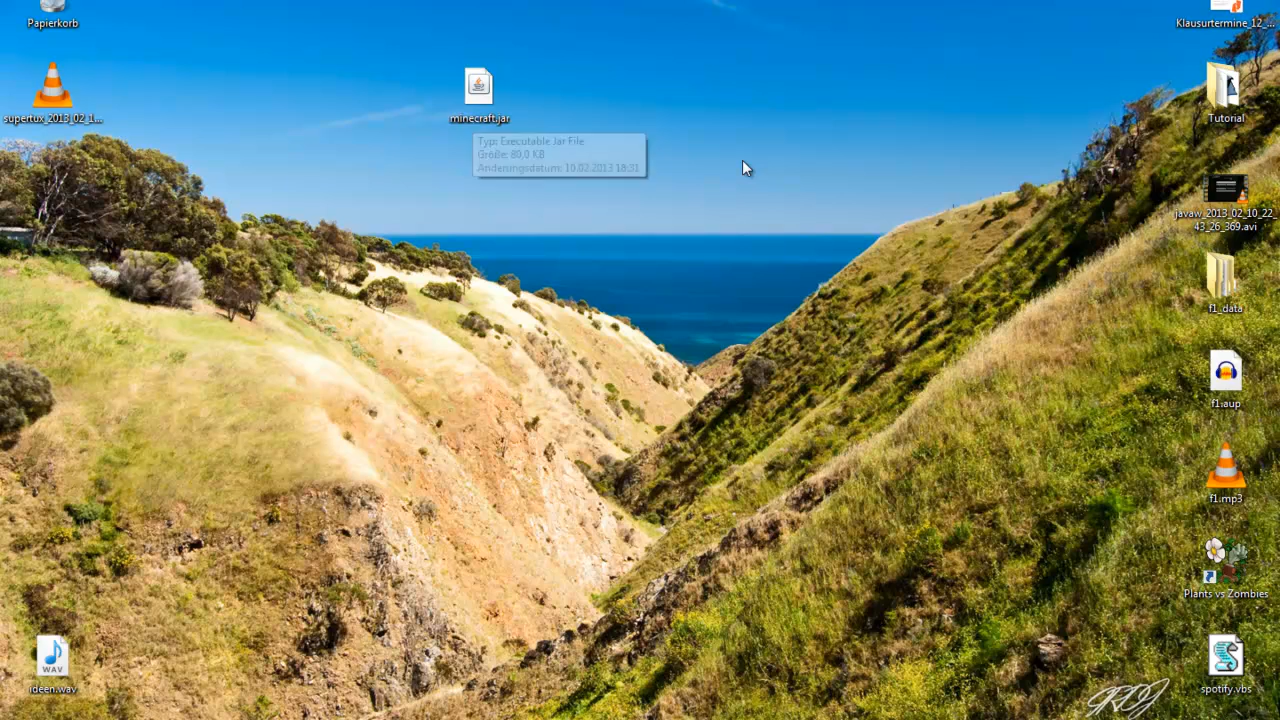 Papierkorb
Klausurtermine_12_...
supertux_2013_02_1...
minecraft.jar
Tutorial
Typ: Executable Jar File
Größe: 80,0 KB
Änderungsdatum: 10.02.2013 18:31
javaw_2013_02_10_22_
43_26_369.avi
f1_data
f1.aup
f1.mp3
Plants vs Zombies
WAV
ideen.wav
spotify.vbs